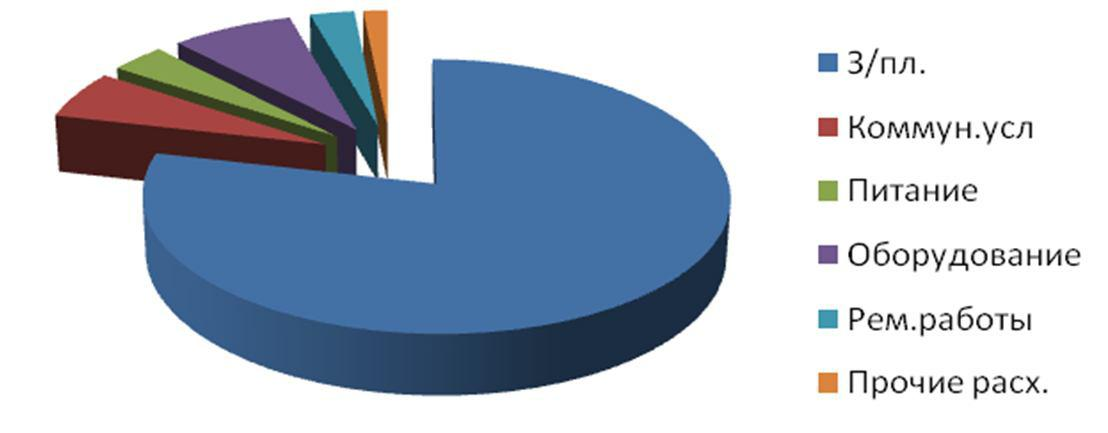 З/пл.
Коммун.усл
Питание
Оборудование
Рем.работы
Прочие расх.